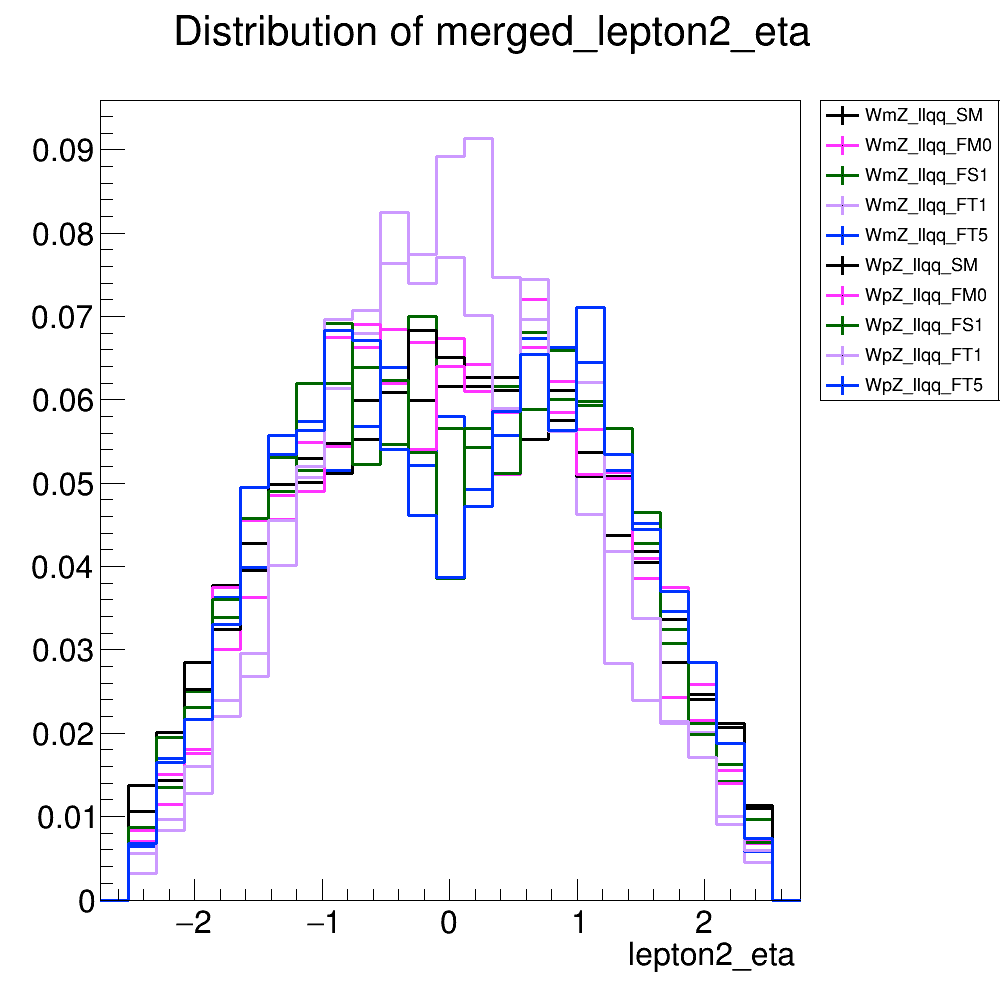 Distribution of merged_lepton2_eta
WmZ_llqq_SM
WmZ_llqq_FM0
WmZ_llqq_FS1
WmZ_llqq_FT1
WmZ_llqq_FT5
WpZ_llqq_SM
WpZ_llqq_FM0
WpZ_llqq_FS1
WpZ_llqq_FT1
WpZ_llqq_FT5
0.09
0.08
0.07
0.06
0.05
0.04
0.03
0.02
0.01
0
−2 −1 0 1 2
lepton2_eta